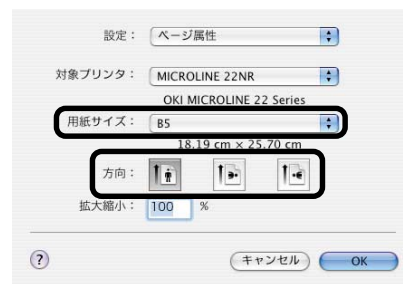 設定： ページ属性
対象プリンタ： MICROLINE 22NR
OKI MICROLINE 22 Series
用紙サイズ： B5
18.19 cm x 25.70 cm
方向：
拡大縮小： 100 %
? キャンセル OK